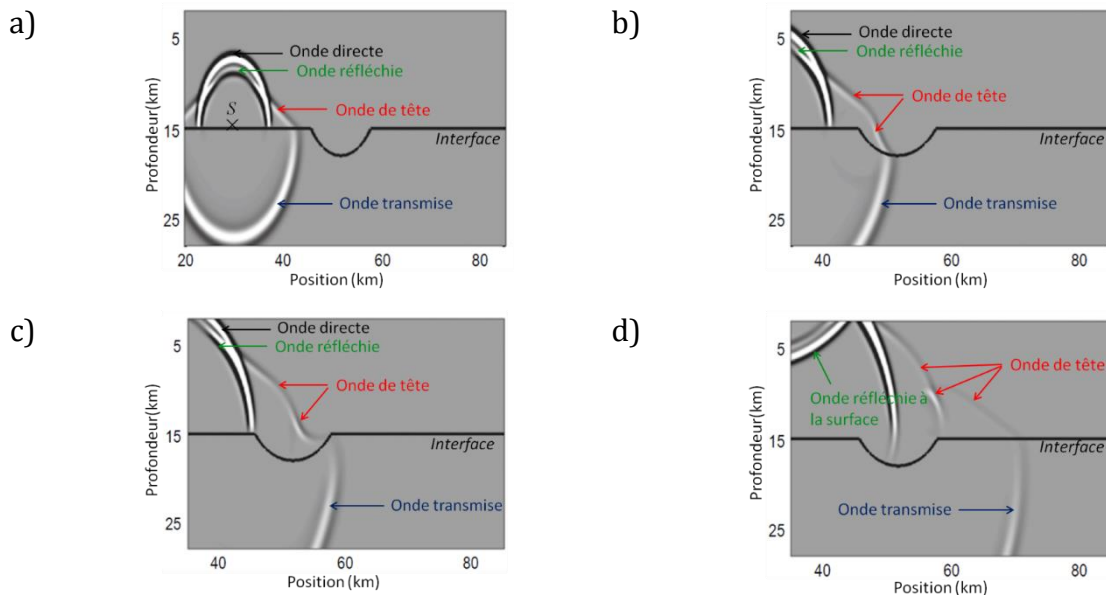 a)
Profondeur(km)
5
15
25
Onde directe
Onde réfléchie
S
Onde de tête
Interface
Onde transmise
20
40
60
80
Position (km)
b)
Profondeur(km)
5
15
25
Onde directe
Onde réfléchie
Onde de tête
Interface
Onde transmise
40
60
80
Position (km)
c)
Profondeur(km)
5
15
25
Onde directe
Onde réfléchie
Onde de tête
Interface
Onde transmise
40
60
80
Position (km)
d)
Profondeur(km)
5
15
25
Onde de tête
Onde réfléchie à
la surface
Interface
Onde transmise
40
60
80
Position (km)